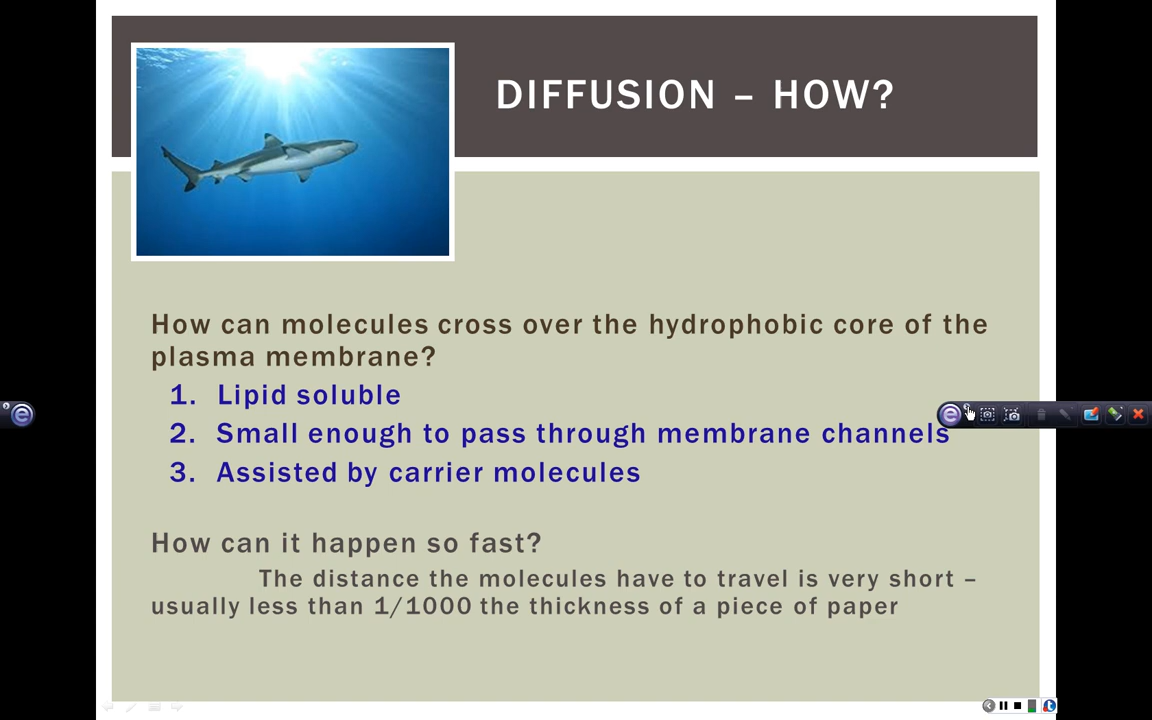 DIFFUSION – HOW?
How can molecules cross over the hydrophobic core of the
plasma membrane?
1. Lipid soluble
2. Small enough to pass through membrane channels
3. Assisted by carrier molecules
How can it happen so fast?
The distance the molecules have to travel is very short –
usually less than 1/1000 the thickness of a piece of paper